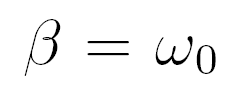 β = ω₀